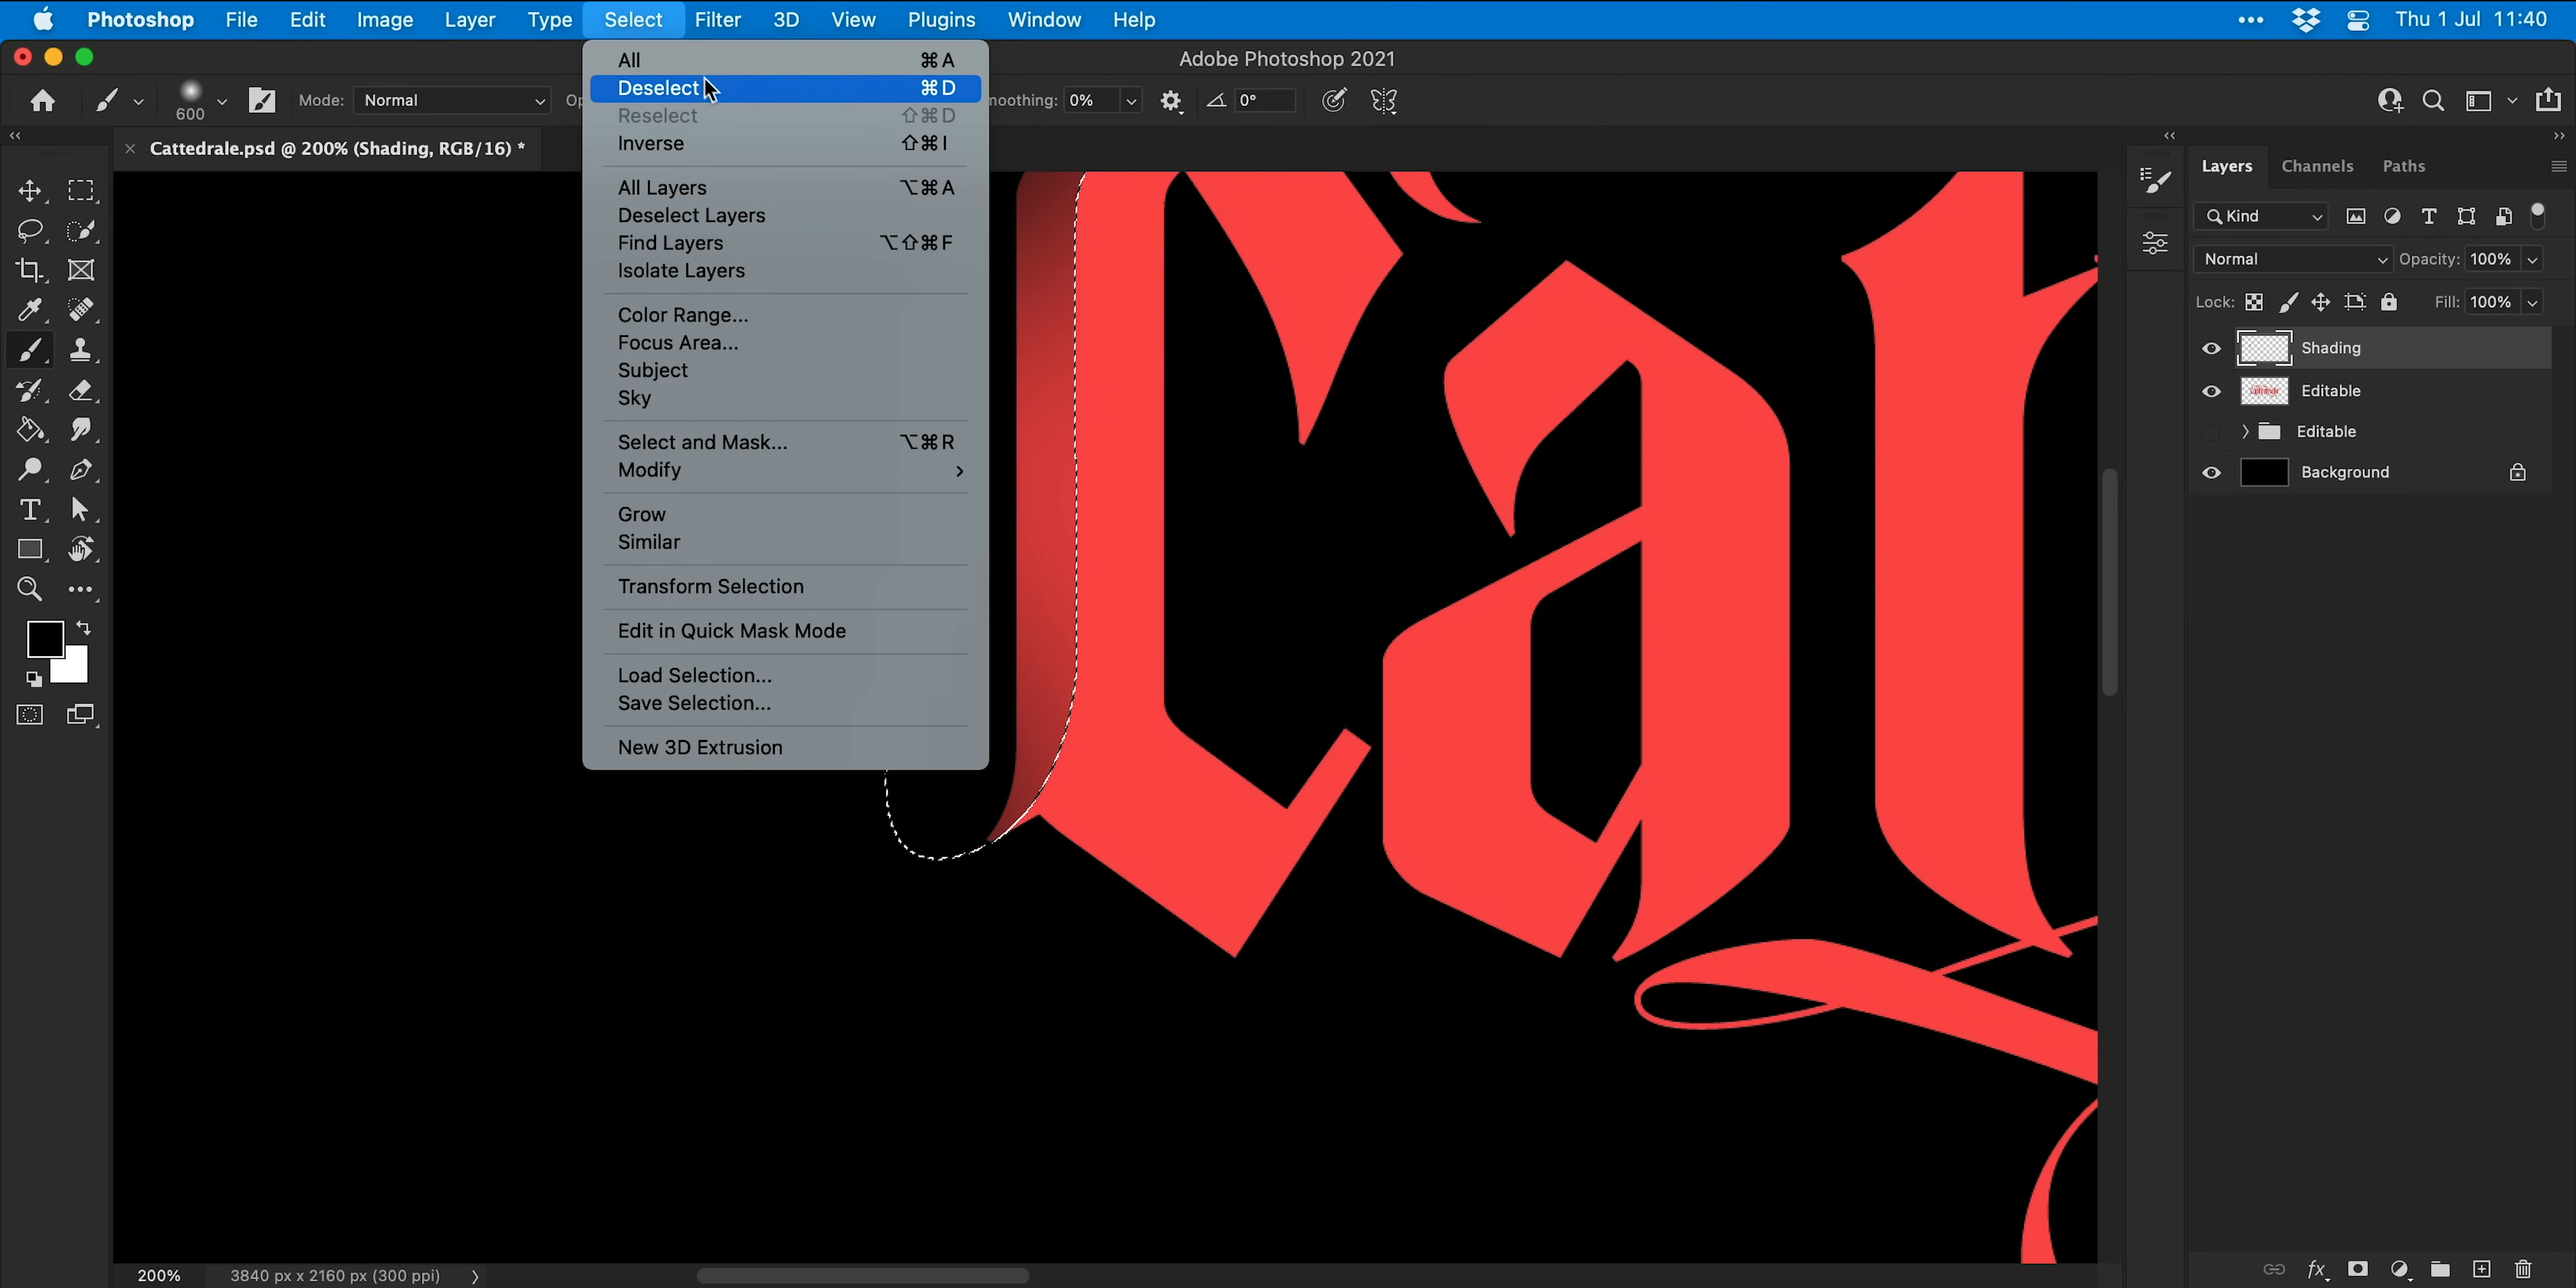 Photoshop File Edit Image Layer Type Select Filter 3D View Plugins Window Help Thu 1 Jul 11:40
Adobe Photoshop 2021
600 Mode: Normal Op moothing: 0% 0°
× Cattedrale.psd @ 200% (Shading, RGB/16) *
All ⌘A
Deselect ⌘D
Reselect ⇧⌘D
Inverse ⇧⌘I
All Layers ⌥⌘A
Deselect Layers
Find Layers ⌥⇧⌘F
Isolate Layers
Color Range...
Focus Area...
Subject
Sky
Select and Mask... ⌥⌘R
Modify
Grow
Similar
Transform Selection
Edit in Quick Mask Mode
Load Selection...
Save Selection...
New 3D Extrusion
Cat
Layers Channels Paths
Kind
Normal Opacity: 100%
Lock: Fill: 100%
Shading
Editable
Editable
Background
fx
200% 3840 px x 2160 px (300 ppi)